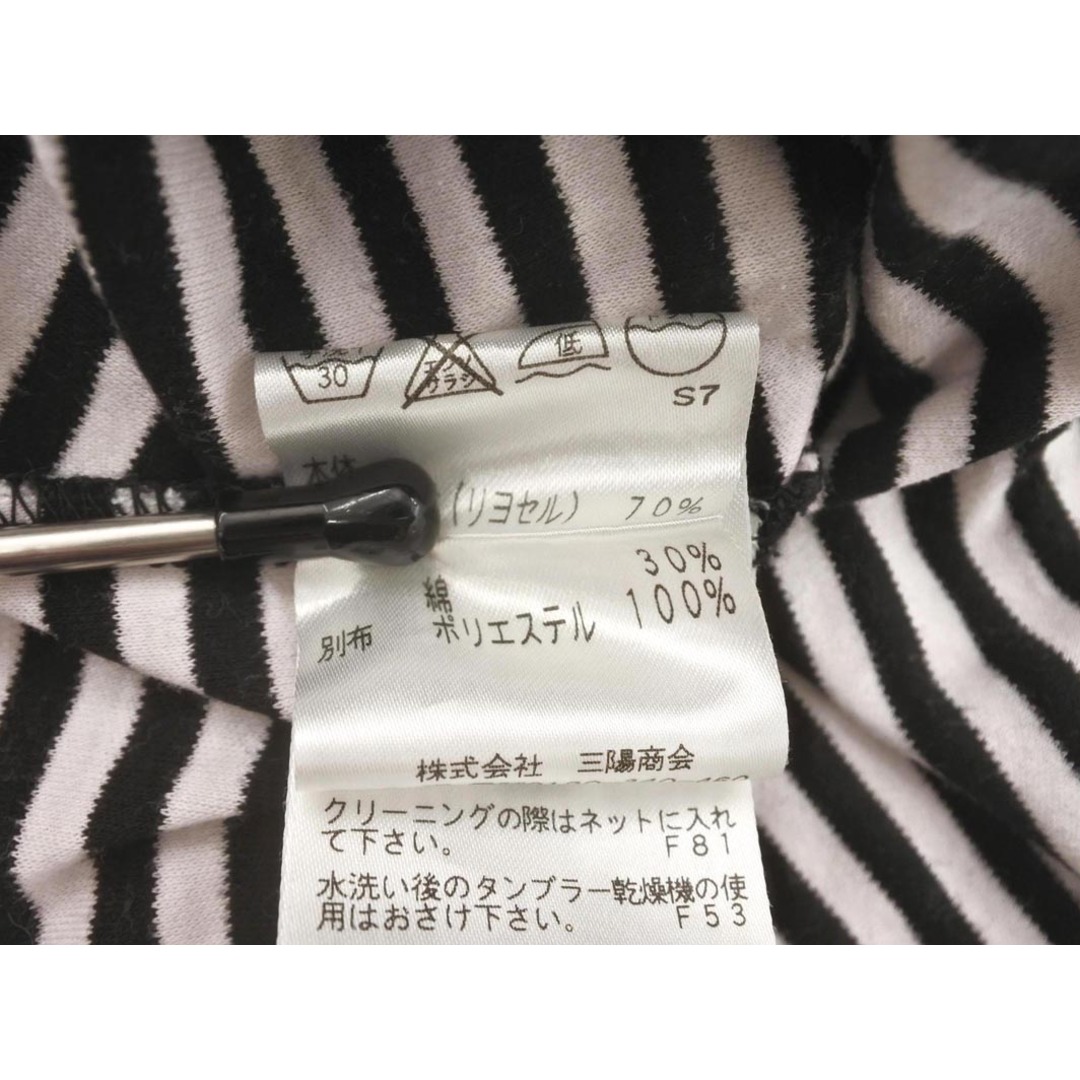 30
低
S7
本体
(リヨセル) 70%
綿 30%
別布 ポリエステル 100%
株式会社 三陽商会
クリーニングの際はネットに入れ
て下さい。 F81
水洗い後のタンブラー乾燥機の使
用はおさけ下さい。 F53